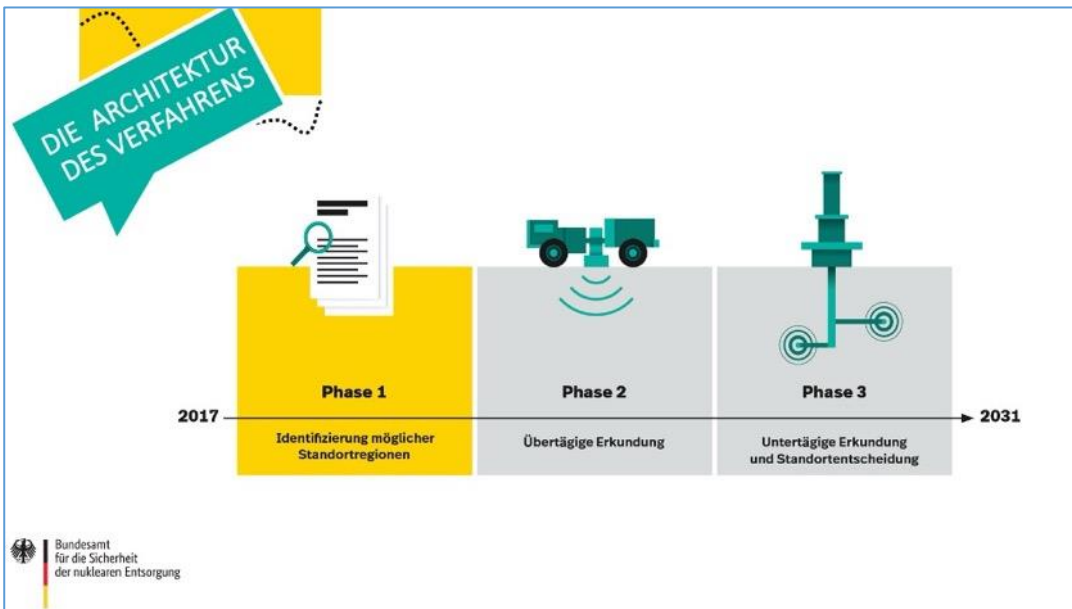 DIE ARCHITEKTUR
DES VERFAHRENS
Phase 1
Phase 2
Phase 3
2017
2031
Identifizierung möglicher
Standortregionen
Übertägige Erkundung
Untertägige Erkundung
und Standortentscheidung
Bundesamt
für die Sicherheit
der nuklearen Entsorgung